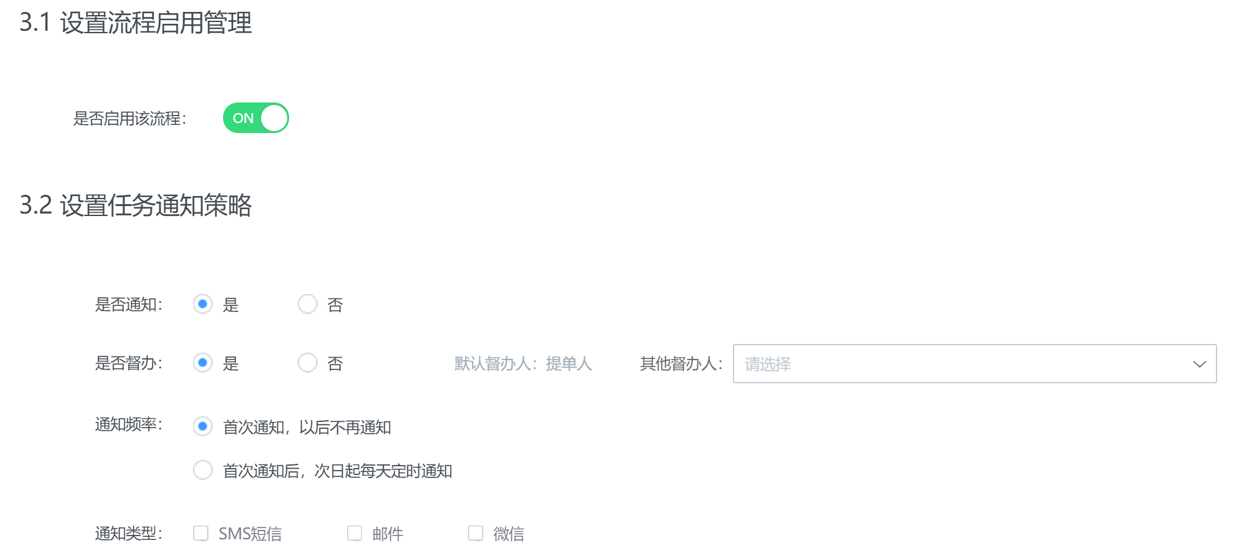 3.1 设置流程启用管理
是否启用该流程： ON
3.2 设置任务通知策略
是否通知： 是 否
是否督办： 是 否 默认督办人：提单人 其他督办人： 请选择
通知频率： 首次通知，以后不再通知
首次通知后，次日起每天定时通知
通知类型： SMS短信 邮件 微信